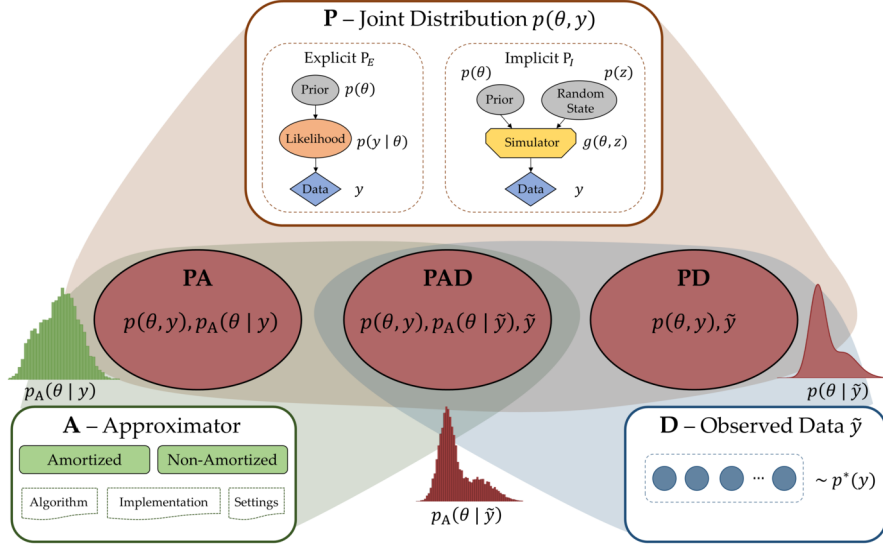 P – Joint Distribution p(θ, y)
Explicit P_E
Prior p(θ)
Likelihood p(y | θ)
Data y
Implicit P_I
p(θ) p(z)
Prior Random State
Simulator g(θ, z)
Data y
PA
p(θ, y), p_A(θ | y)
PAD
p(θ, y), p_A(θ | ỹ), ỹ
PD
p(θ, y), ỹ
p_A(θ | y)
p(θ | ỹ)
A – Approximator
Amortized Non-Amortized
Algorithm Implementation Settings
p_A(θ | ỹ)
D – Observed Data ỹ
... ~ p*(y)